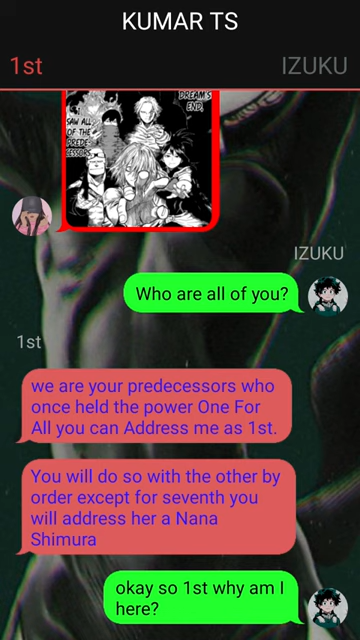 KUMAR TS
1st
IZUKU
DREAM'S
END,
SAW ALL
OF THE
PREDE-
CESSORS
IZUKU
Who are all of you?
1st
we are your predecessors who
once held the power One For
All you can Address me as 1st.
You will do so with the other by
order except for seventh you
will address her a Nana
Shimura
okay so 1st why am I
here?